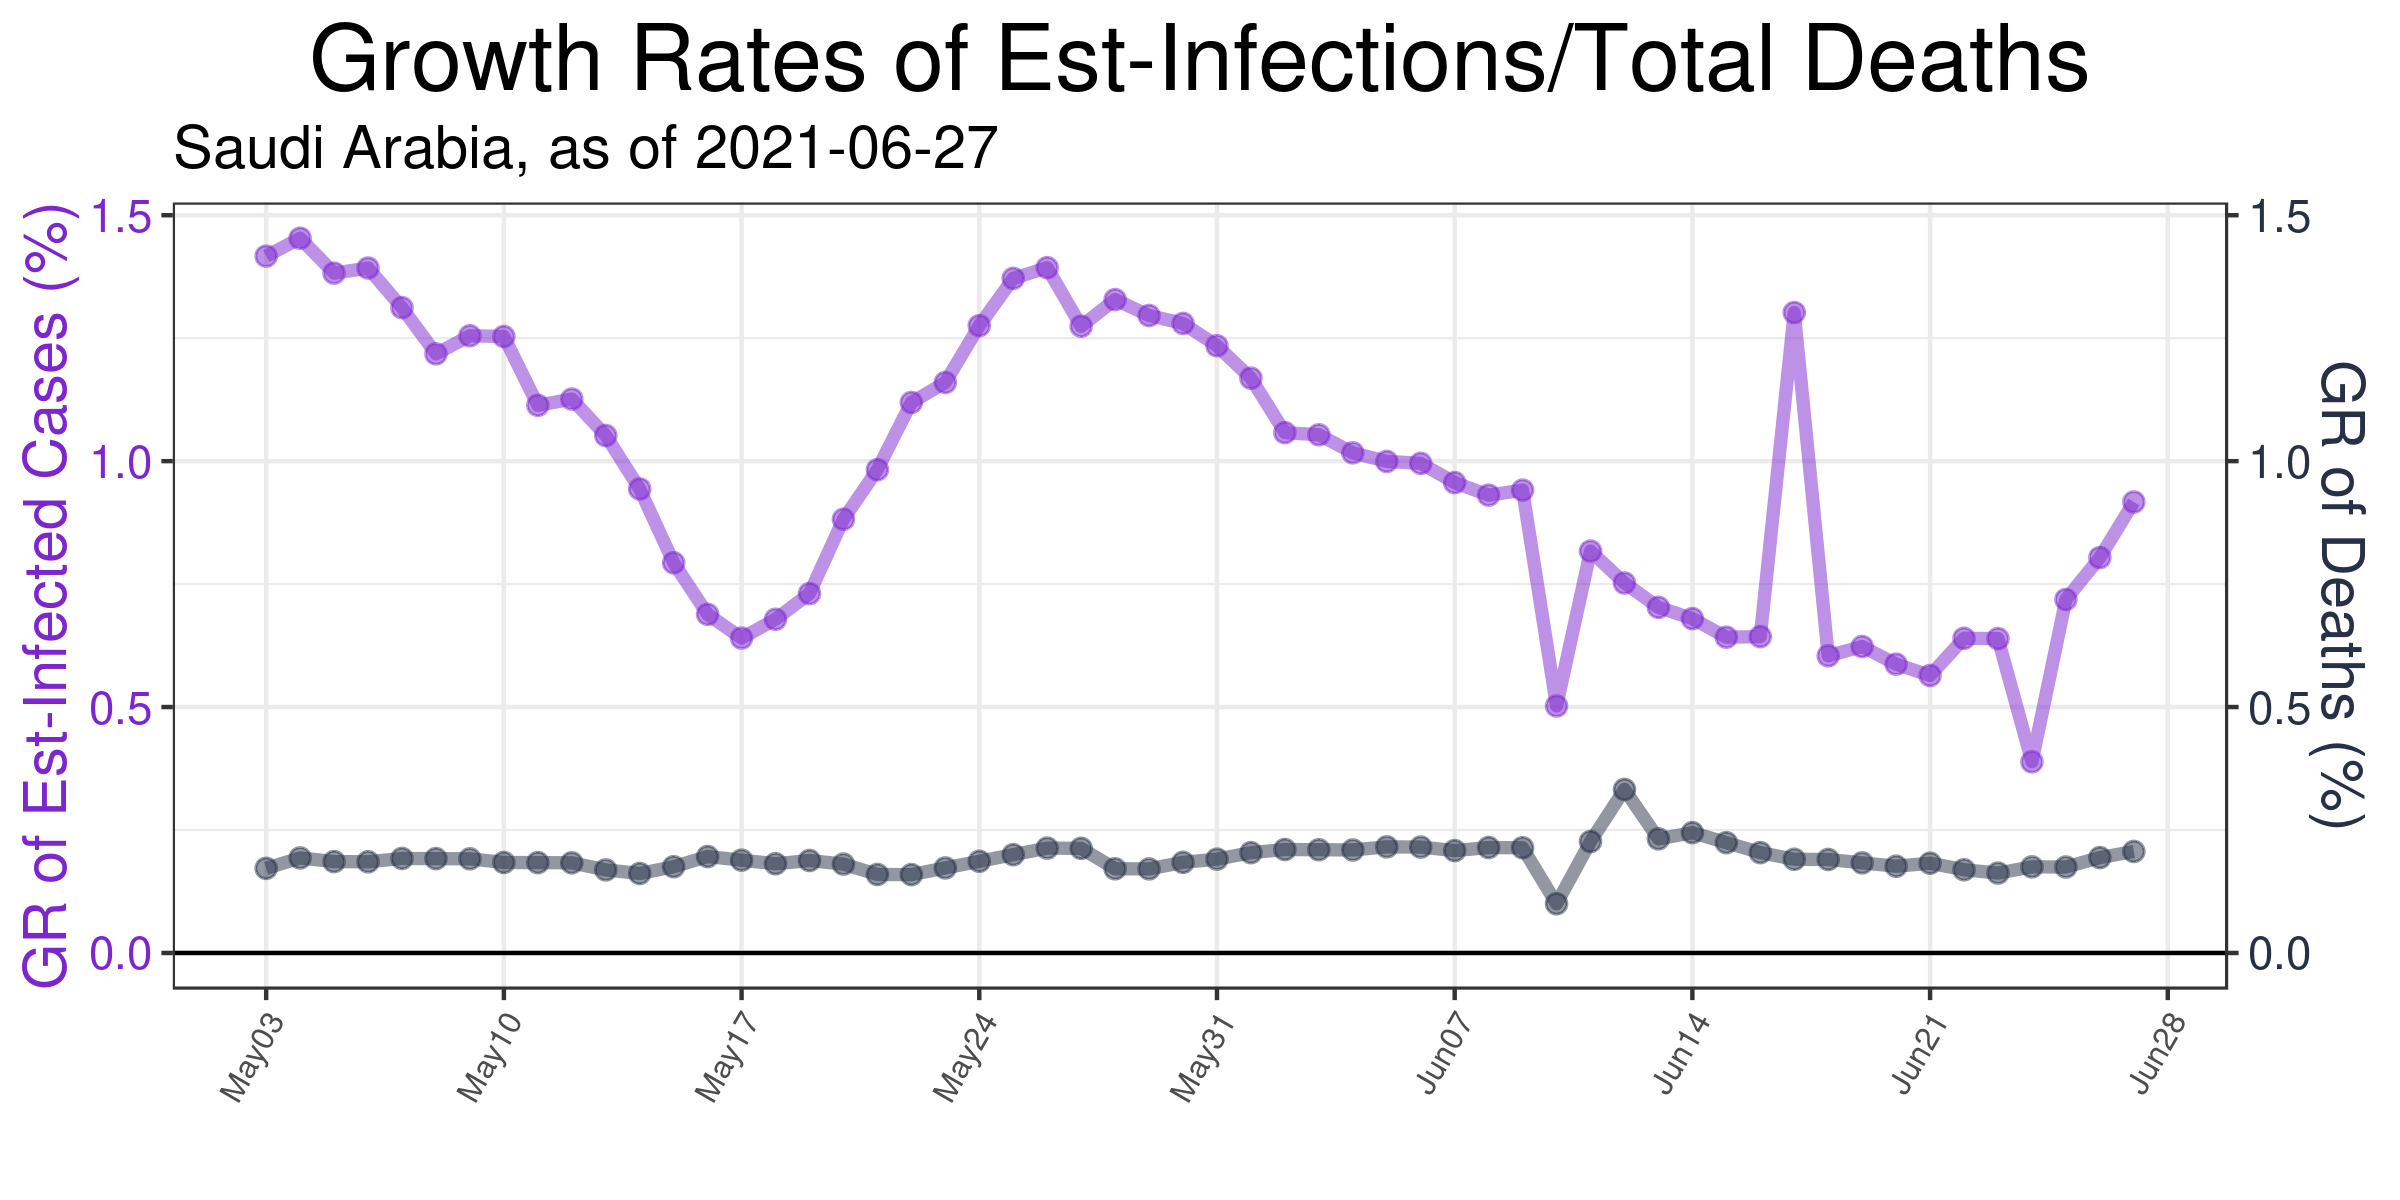 Growth Rates of Est-Infections/Total Deaths
Saudi Arabia, as of 2021-06-27
GR of Est-Infected Cases (%)
1.5
1.0
0.5
0.0
1.5
1.0
0.5
0.0
GR of Deaths (%)
May03
May10
May17
May24
May31
Jun07
Jun14
Jun21
Jun28